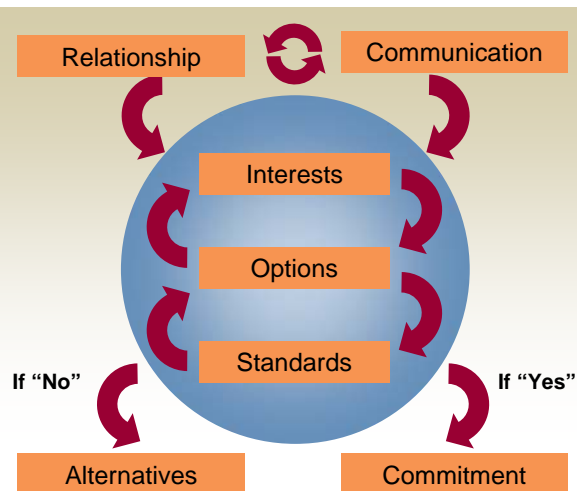 Relationship
Communication
Interests
Options
Standards
If “No”
If “Yes”
Alternatives
Commitment